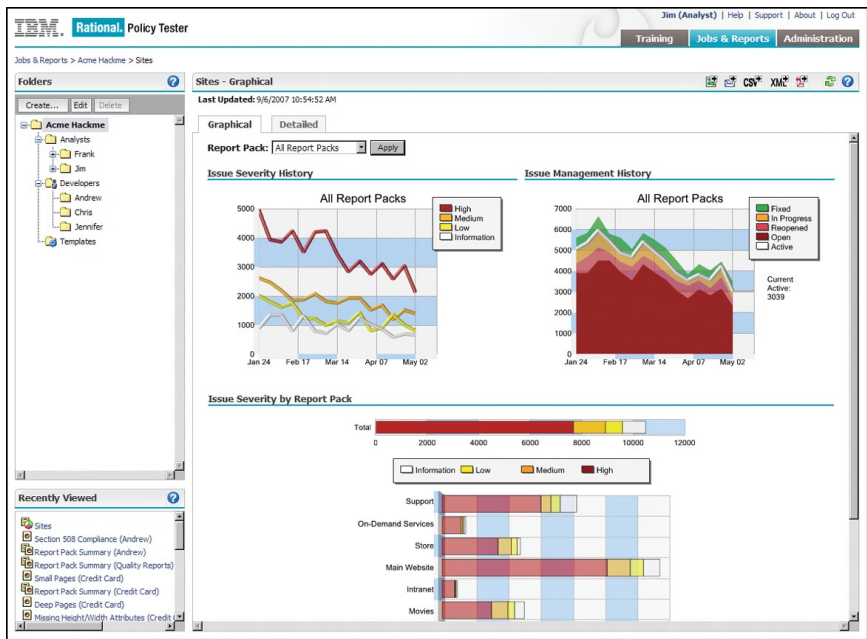 Jim (Analyst) | Help | Support | About | Log Out
IBM. Rational. Policy Tester
Training Jobs & Reports Administration
Jobs & Reports > Acme Hackme > Sites
Folders
Create... Edit Delete
Acme Hackme
Analysts
Frank
Jim
Developers
Andrew
Chris
Jennifer
Templates
Recently Viewed
Sites
Section 508 Compliance (Andrew)
Report Pack Summary (Andrew)
Report Pack Summary (Quality Reports)
Small Pages (Credit Card)
Report Pack Summary (Credit Card)
Deep Pages (Credit Card)
Missing Height/Width Attributes (Credit
Sites - Graphical
CSV XML
Last Updated: 9/6/2007 10:54:52 AM
Graphical Detailed
Report Pack: All Report Packs Apply
Issue Severity History
All Report Packs
5000
4000
3000
2000
1000
0
Jan 24 Feb 17 Mar 14 Apr 07 May 02
High
Medium
Low
Information
Issue Management History
All Report Packs
7000
6000
5000
4000
3000
2000
1000
0
Jan 24 Feb 17 Mar 14 Apr 07 May 02
Fixed
In Progress
Reopened
Open
Active
Current
Active:
3039
Issue Severity by Report Pack
Total
0 2000 4000 6000 8000 10000 12000
Information Low Medium High
Support
On-Demand Services
Store
Main Website
Intranet
Movies